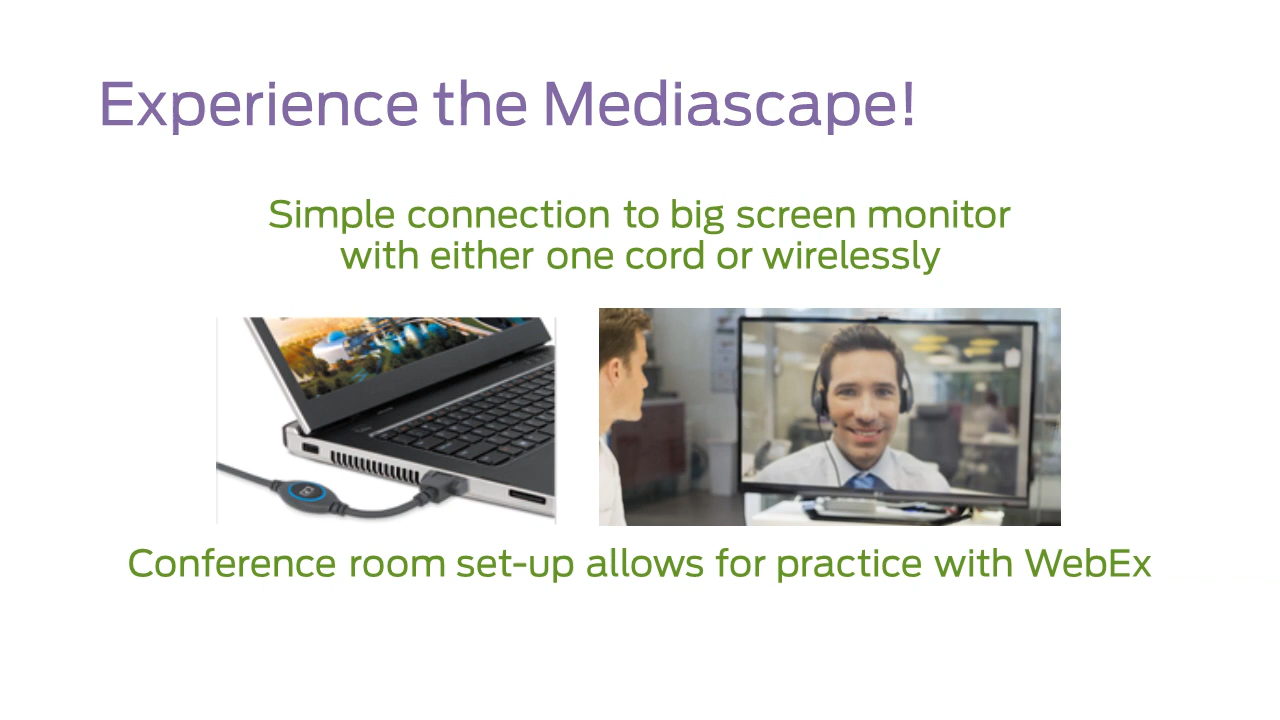 Experience the Mediascape!
Simple connection to big screen monitor
with either one cord or wirelessly
Conference room set-up allows for practice with WebEx